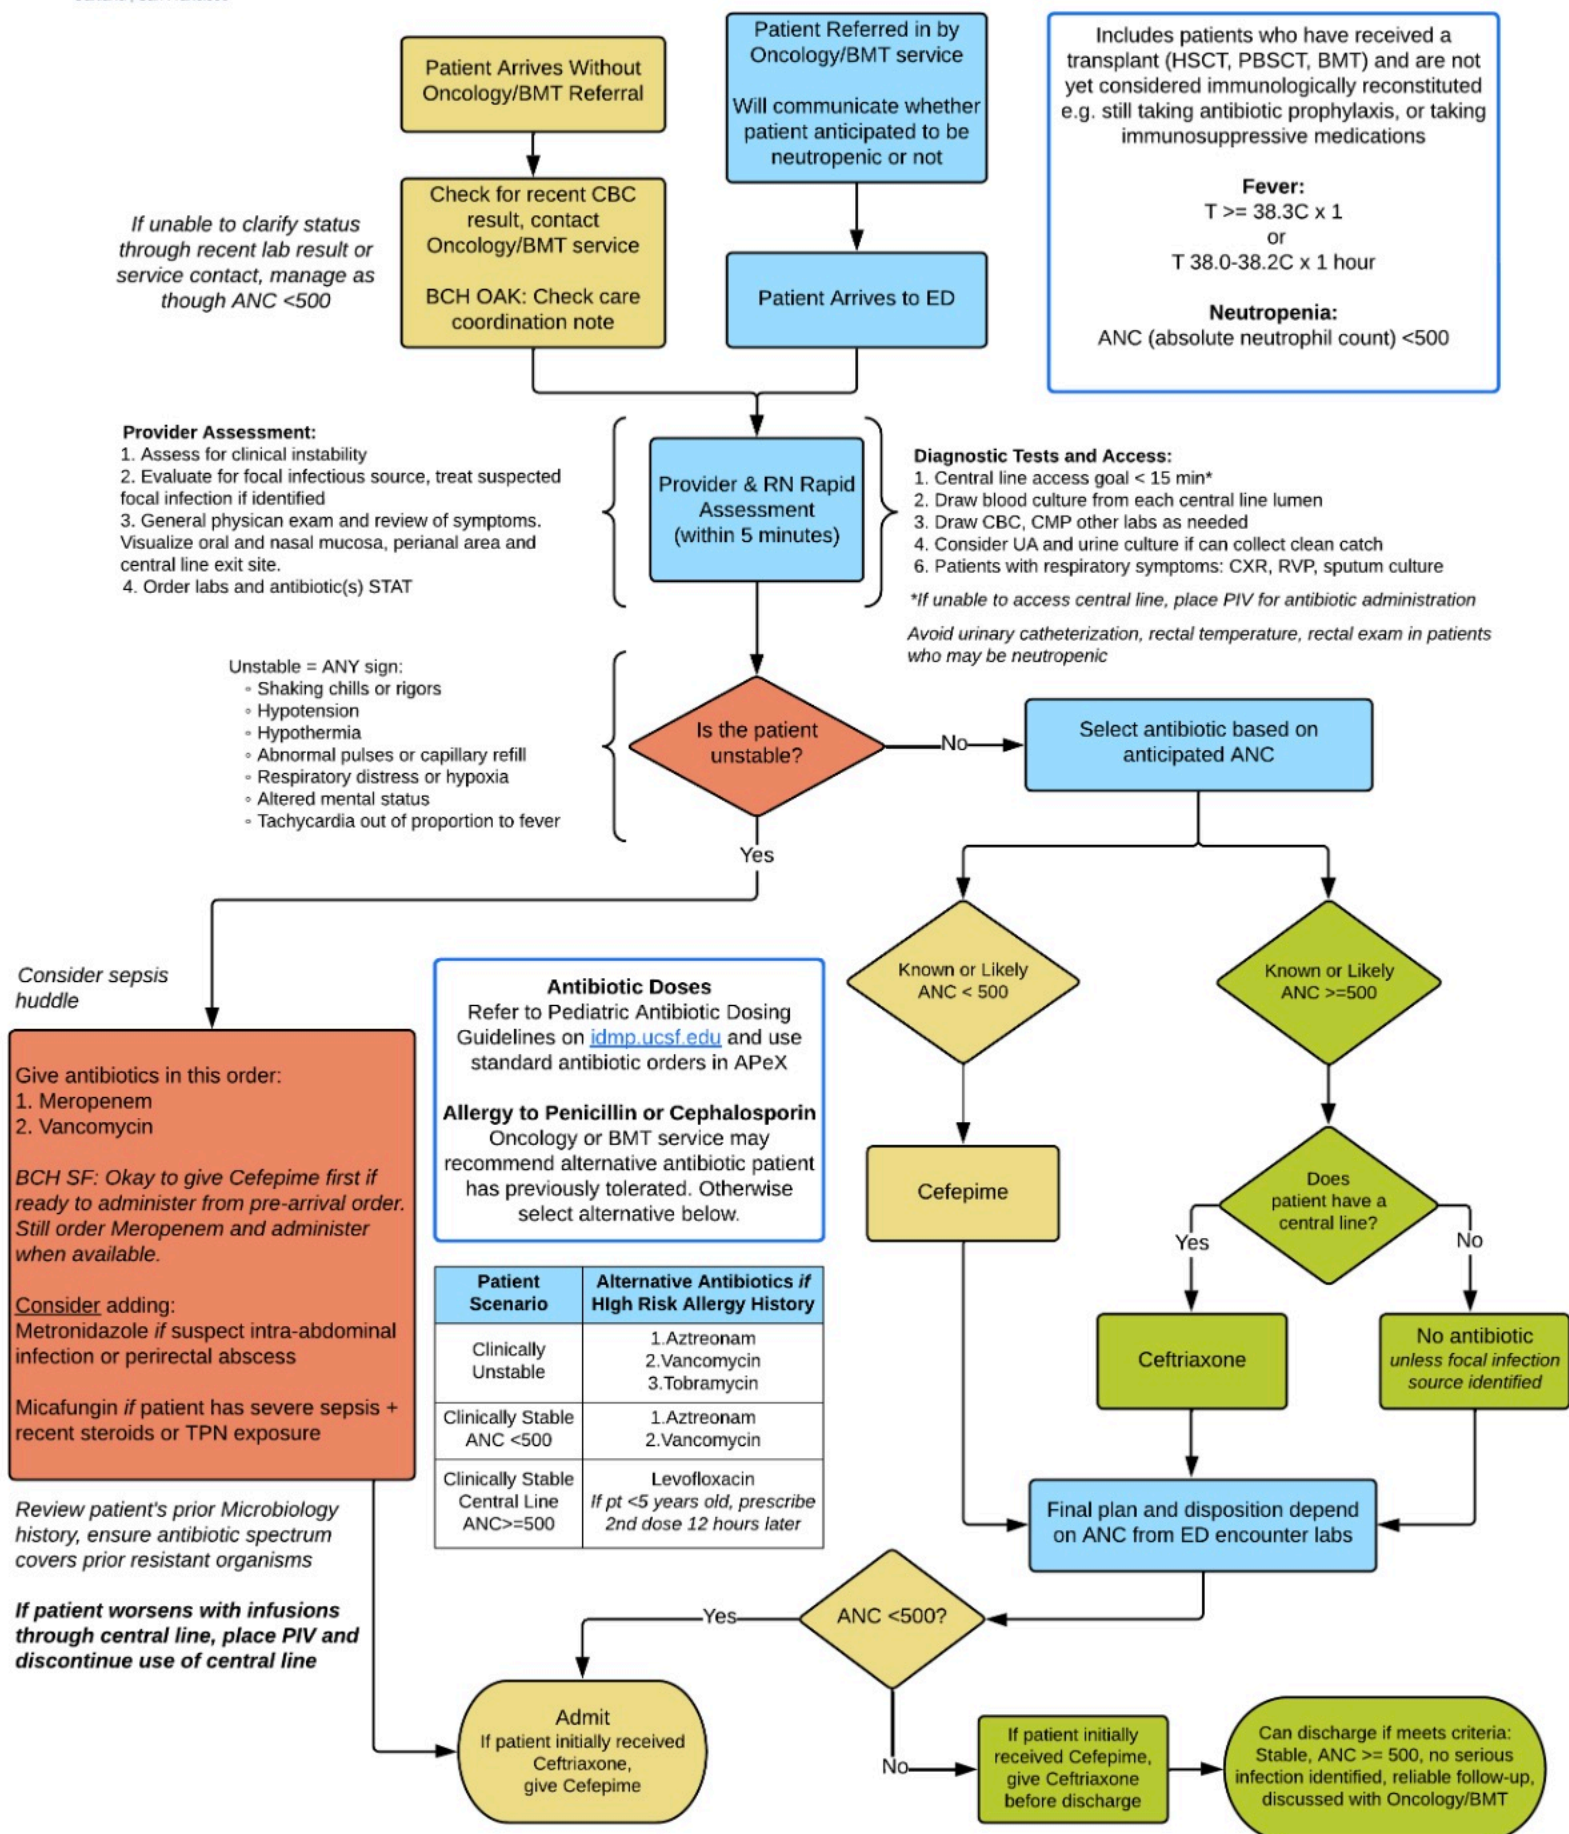 Patient Arrives Without
Oncology/BMT Referral
Patient Referred in by
Oncology/BMT service
Will communicate whether
patient anticipated to be
neutropenic or not
Includes patients who have received a
transplant (HSCT, PBSCT, BMT) and are not
yet considered immunologically reconstituted
e.g. still taking antibiotic prophylaxis, or taking
immunosuppressive medications
Fever:
T >= 38.3C x 1
or
T 38.0-38.2C x 1 hour
Neutropenia:
ANC (absolute neutrophil count) <500
If unable to clarify status
through recent lab result or
service contact, manage as
though ANC <500
Check for recent CBC
result, contact
Oncology/BMT service
BCH OAK: Check care
coordination note
Patient Arrives to ED
Provider Assessment:
1. Assess for clinical instability
2. Evaluate for focal infectious source, treat suspected
focal infection if identified
3. General physican exam and review of symptoms.
Visualize oral and nasal mucosa, perianal area and
central line exit site.
4. Order labs and antibiotic(s) STAT
Provider & RN Rapid
Assessment
(within 5 minutes)
Diagnostic Tests and Access:
1. Central line access goal < 15 min*
2. Draw blood culture from each central line lumen
3. Draw CBC, CMP other labs as needed
4. Consider UA and urine culture if can collect clean catch
6. Patients with respiratory symptoms: CXR, RVP, sputum culture
*If unable to access central line, place PIV for antibiotic administration
Avoid urinary catheterization, rectal temperature, rectal exam in patients
who may be neutropenic
Unstable = ANY sign:
◦ Shaking chills or rigors
◦ Hypotension
◦ Hypothermia
◦ Abnormal pulses or capillary refill
◦ Respiratory distress or hypoxia
◦ Altered mental status
◦ Tachycardia out of proportion to fever
Is the patient
unstable?
No
Select antibiotic based on
anticipated ANC
Yes
Known or Likely
ANC < 500
Known or Likely
ANC >=500
Consider sepsis
huddle
Give antibiotics in this order:
1. Meropenem
2. Vancomycin
BCH SF: Okay to give Cefepime first if
ready to administer from pre-arrival order.
Still order Meropenem and administer
when available.
Consider adding:
Metronidazole if suspect intra-abdominal
infection or perirectal abscess
Micafungin if patient has severe sepsis +
recent steroids or TPN exposure
Antibiotic Doses
Refer to Pediatric Antibiotic Dosing
Guidelines on idmp.ucsf.edu and use
standard antibiotic orders in APeX
Allergy to Penicillin or Cephalosporin
Oncology or BMT service may
recommend alternative antibiotic patient
has previously tolerated. Otherwise
select alternative below.
Cefepime
Does
patient have a
central line?
Yes
No
Ceftriaxone
No antibiotic
unless focal infection
source identified
Patient
Scenario
Alternative Antibiotics if
HIgh Risk Allergy History
Clinically
Unstable
1.Aztreonam
2.Vancomycin
3.Tobramycin
Clinically Stable
ANC <500
1.Aztreonam
2.Vancomycin
Clinically Stable
Central Line
ANC>=500
Levofloxacin
If pt <5 years old, prescribe
2nd dose 12 hours later
Final plan and disposition depend
on ANC from ED encounter labs
Review patient's prior Microbiology
history, ensure antibiotic spectrum
covers prior resistant organisms
If patient worsens with infusions
through central line, place PIV and
discontinue use of central line
ANC <500?
Yes
Admit
If patient initially received
Ceftriaxone,
give Cefepime
No
If patient initially
received Cefepime,
give Ceftriaxone
before discharge
Can discharge if meets criteria:
Stable, ANC >= 500, no serious
infection identified, reliable follow-up,
discussed with Oncology/BMT